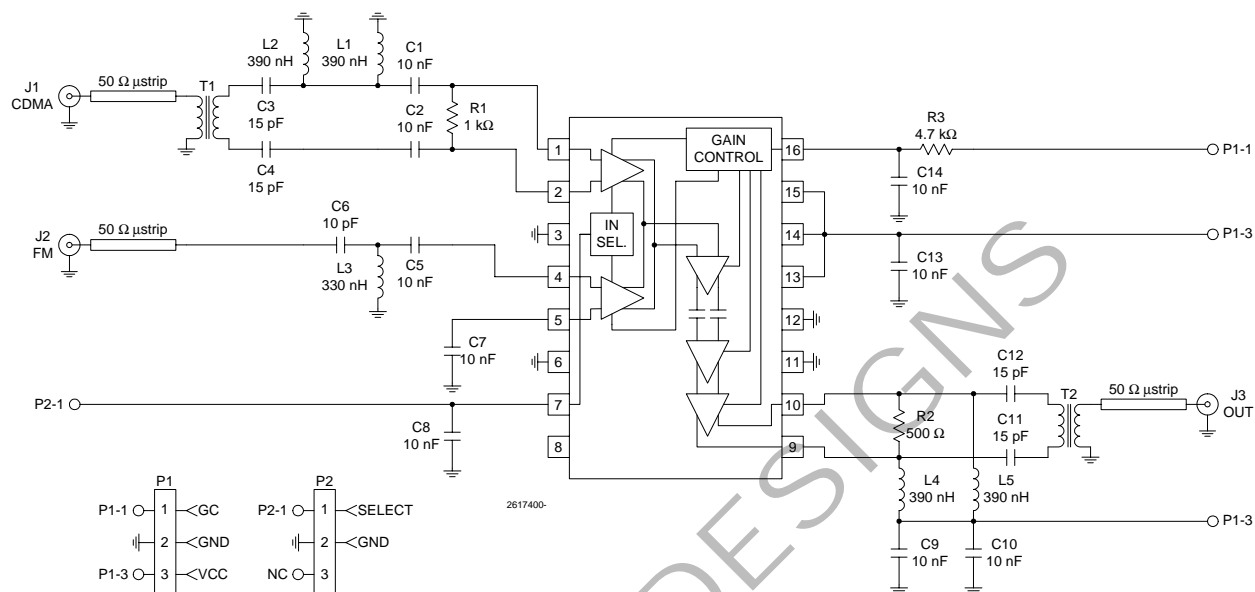 L2
390 nH
L1
390 nH
C1
10 nF
J1
CDMA
50 Ω µstrip
T1
C3
15 pF
C2
10 nF
R1
1 kΩ
C4
15 pF
J2
FM
50 Ω µstrip
C6
10 pF
L3
330 nH
C5
10 nF
C7
10 nF
P2-1
C8
10 nF
1
2
3
4
5
6
7
8
IN
SEL.
GAIN
CONTROL
16
15
14
13
12
11
10
9
R3
4.7 kΩ
P1-1
C14
10 nF
P1-3
C13
10 nF
C12
15 pF
T2
50 Ω µstrip
J3
OUT
R2
500 Ω
C11
15 pF
L4
390 nH
L5
390 nH
P1-3
C9
10 nF
C10
10 nF
P1
P1-1 1 GC
2 GND
P1-3 3 VCC
P2
P2-1 1 SELECT
2 GND
NC 3
2617400-
DESIGNS